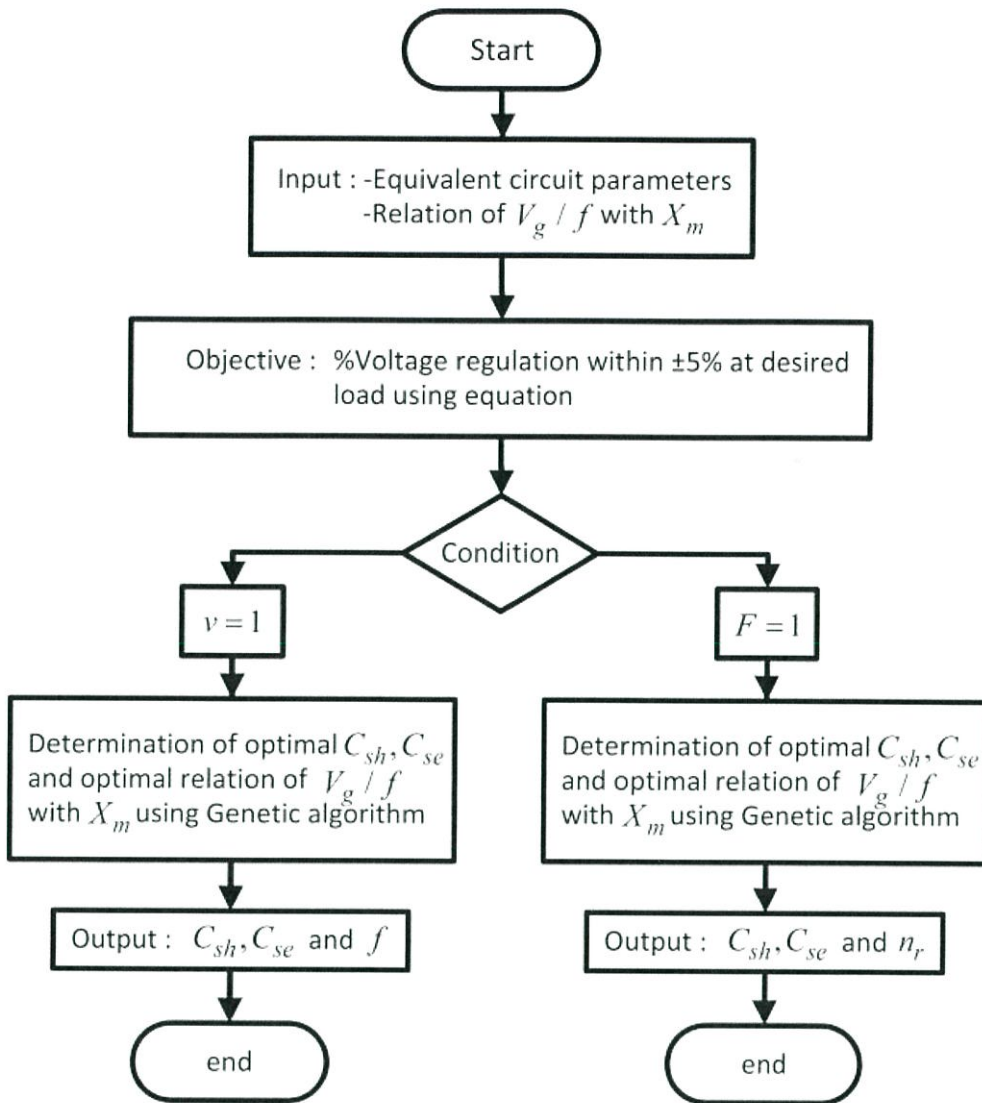 Start
Input : -Equivalent circuit parameters
-Relation of V_g / f with X_m
Objective : %Voltage regulation within ±5% at desired
load using equation
Condition
v = 1
F = 1
Determination of optimal C_sh, C_se
and optimal relation of V_g / f
with X_m using Genetic algorithm
Determination of optimal C_sh, C_se
and optimal relation of V_g / f
with X_m using Genetic algorithm
Output : C_sh, C_se and f
Output : C_sh, C_se and n_r
end
end